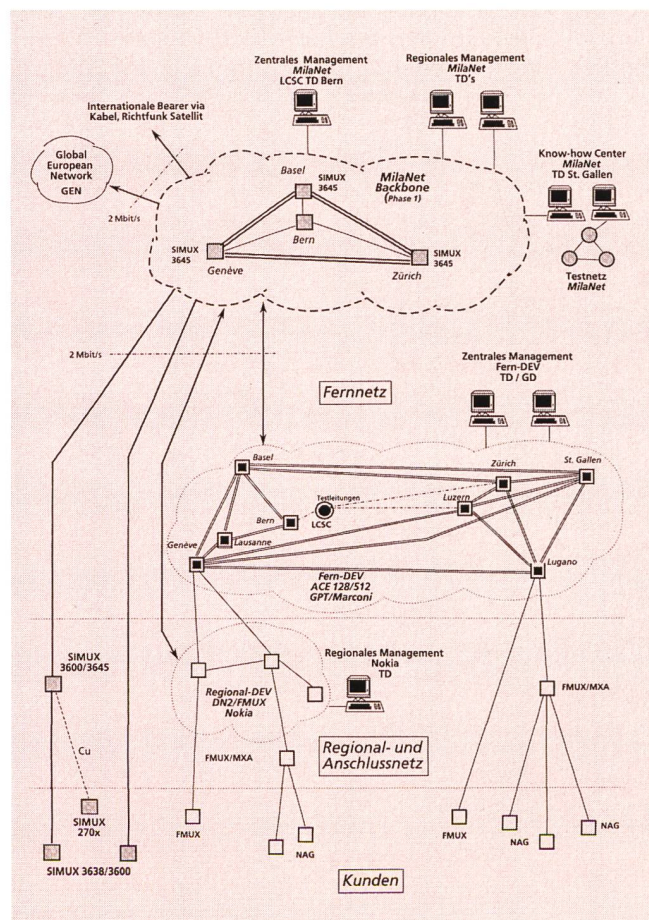 Zentrales Management
MilaNet
LCSC TD Bern
Regionales Management
MilaNet
TD's
Internationale Bearer via
Kabel, Richtfunk Satellit
Global
European
Network
GEN
2 Mbit/s
Know-how Center
MilaNet
TD St. Gallen
Basel
SIMUX
3645
MilaNet
Backbone
(Phase 1)
Bern
SIMUX
3645
Genéve
SIMUX
3645
Zürich
Testnetz
MilaNet
2 Mbit/s
Fernnetz
Zentrales Management
Fern-DEV
TD / GD
Basel
Zürich
St. Gallen
Testleitungen
LCSC
Luzern
Bern
Lausanne
Genéve
Lugano
Fern-DEV
ACE 128/512
GPT/Marconi
SIMUX
3600/3645
Regionales Management
Nokia
TD
Regional-DEV
DN2/FMUX
Nokia
FMUX/MXA
FMUX/MXA
Regional- und
Anschlussnetz
Cu
SIMUX
270x
FMUX
NAG
FMUX
NAG
NAG
SIMUX 3638/3600
Kunden